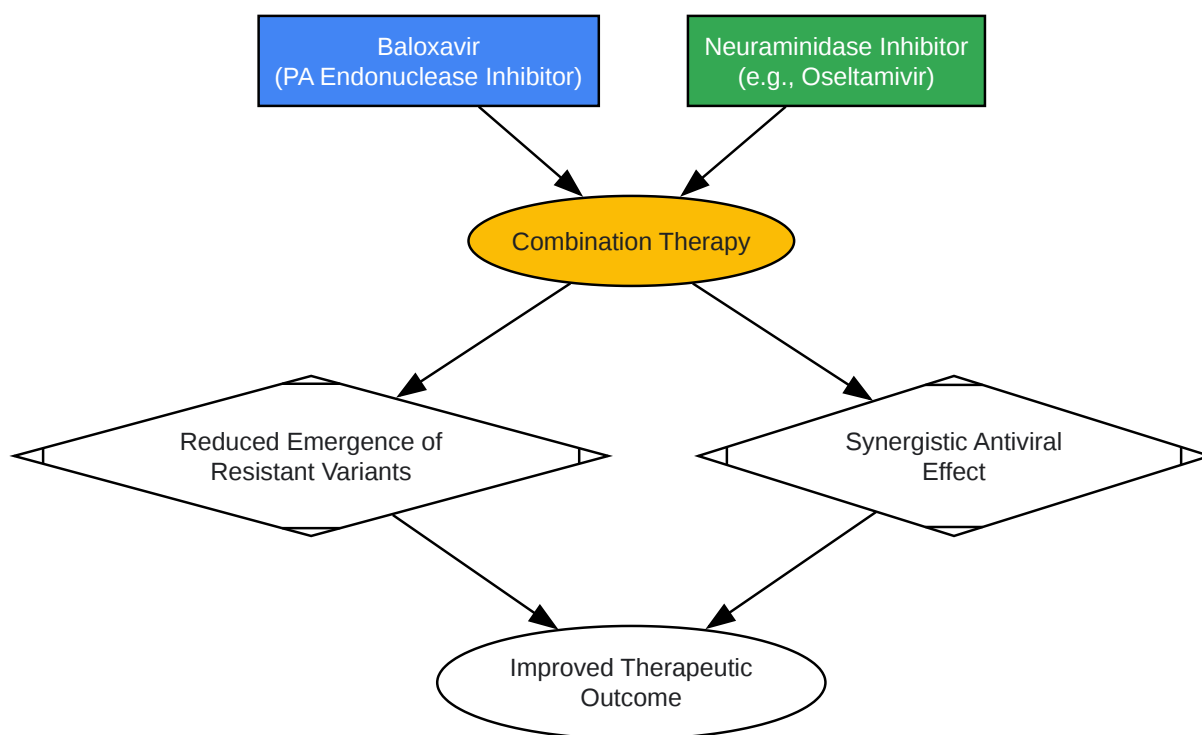 Baloxavir
(PA Endonuclease Inhibitor)
Neuraminidase Inhibitor
(e.g., Oseltamivir)
Combination Therapy
Reduced Emergence of
Resistant Variants
Synergistic Antiviral
Effect
Improved Therapeutic
Outcome